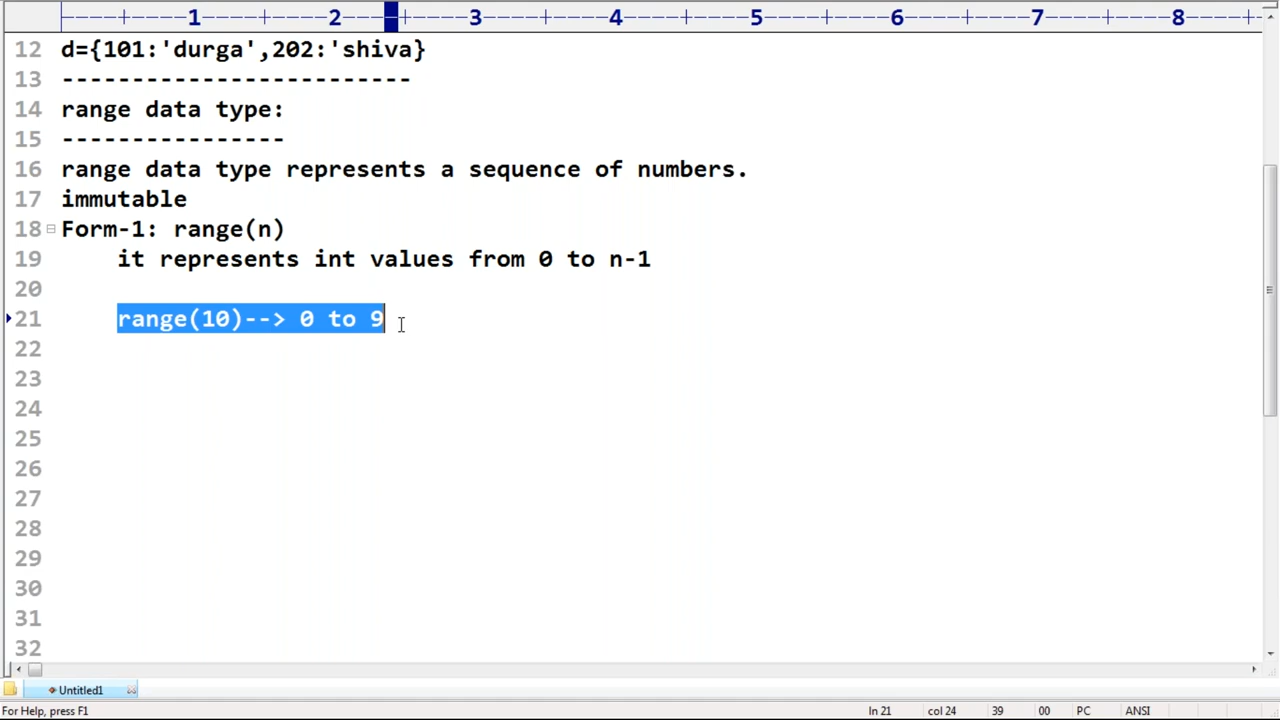 1 2 3 4 5 6 7 8
12 d={101:'durga',202:'shiva}
13 -------------------------
14 range data type:
15 ----------------
16 range data type represents a sequence of numbers.
17 immutable
18 Form-1: range(n)
19 it represents int values from 0 to n-1
20
21 range(10)--> 0 to 9
22
23
24
25
26
27
28
29
30
31
32
Untitled1
For Help, press F1 ln 21 col 24 39 00 PC ANSI